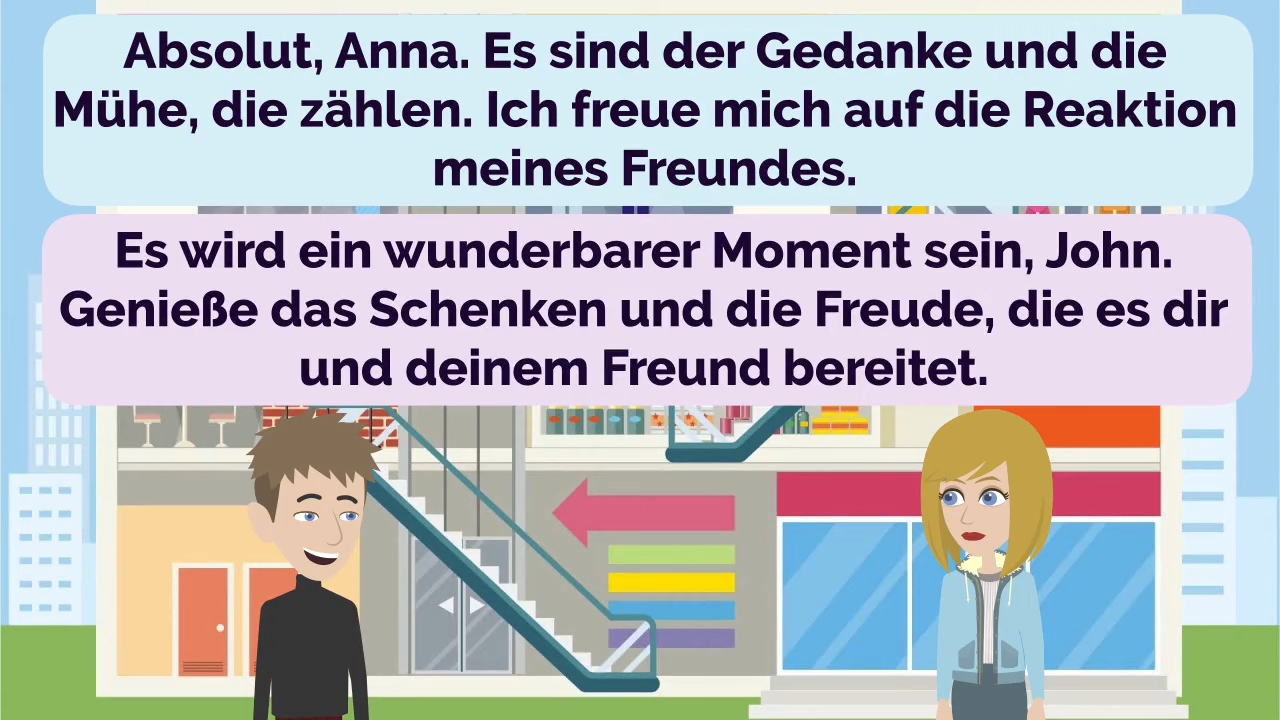 Absolut, Anna. Es sind der Gedanke und die
Mühe, die zählen. Ich freue mich auf die Reaktion
meines Freundes.
Es wird ein wunderbarer Moment sein, John.
Genieße das Schenken und die Freude, die es dir
und deinem Freund bereitet.